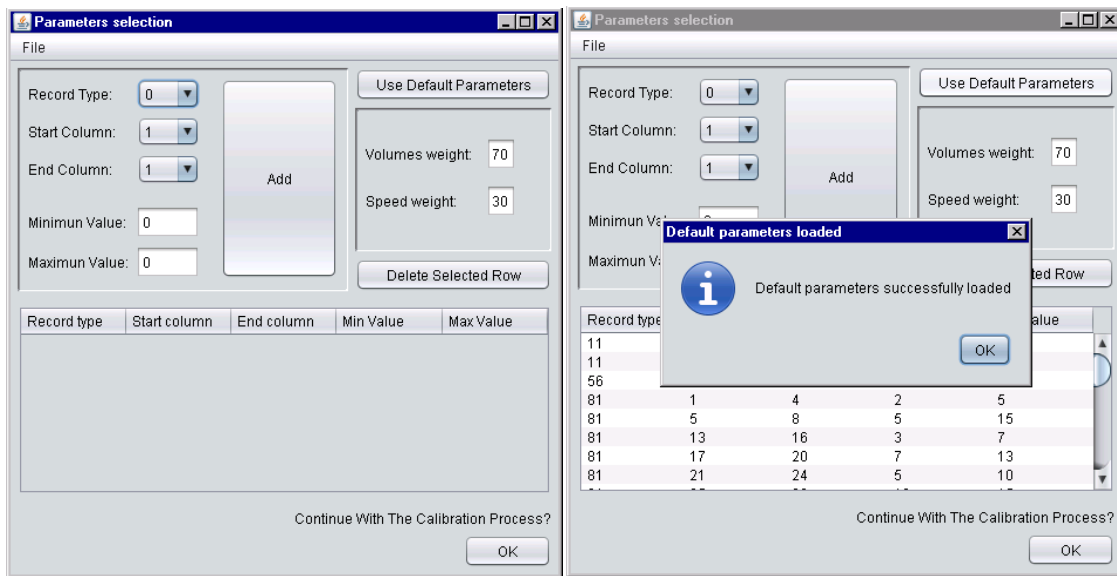 Parameters selection
File
Record Type: 0
Start Column: 1
End Column: 1
Minimun Value: 0
Maximun Value: 0
Add
Use Default Parameters
Volumes weight: 70
Speed weight: 30
Delete Selected Row
Record type Start column End column Min Value Max Value
Continue With The Calibration Process?
OK
Parameters selection
File
Record Type: 0
Start Column: 1
End Column: 1
Minimun
Maximun
Add
Use Default Parameters
Volumes weight: 70
Speed weight: 30
Row
Default parameters loaded
Default parameters successfully loaded
OK
Record type
11
11
56
81 1 4 2 5
81 5 8 5 15
81 13 16 3 7
81 17 20 7 13
81 21 24 5 10
Continue With The Calibration Process?
OK